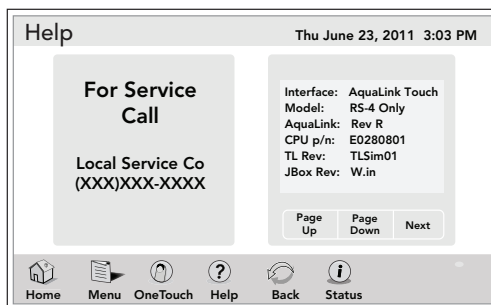 Help
Thu June 23, 2011 3:03 PM
For Service
Call
Local Service Co
(XXX)XXX-XXXX
Interface: AquaLink Touch
Model: RS-4 Only
AquaLink: Rev R
CPU p/n: E0280801
TL Rev: TLSim01
JBox Rev: W.in
Page Up
Page Down
Next
Home
Menu
OneTouch
Help
Back
Status